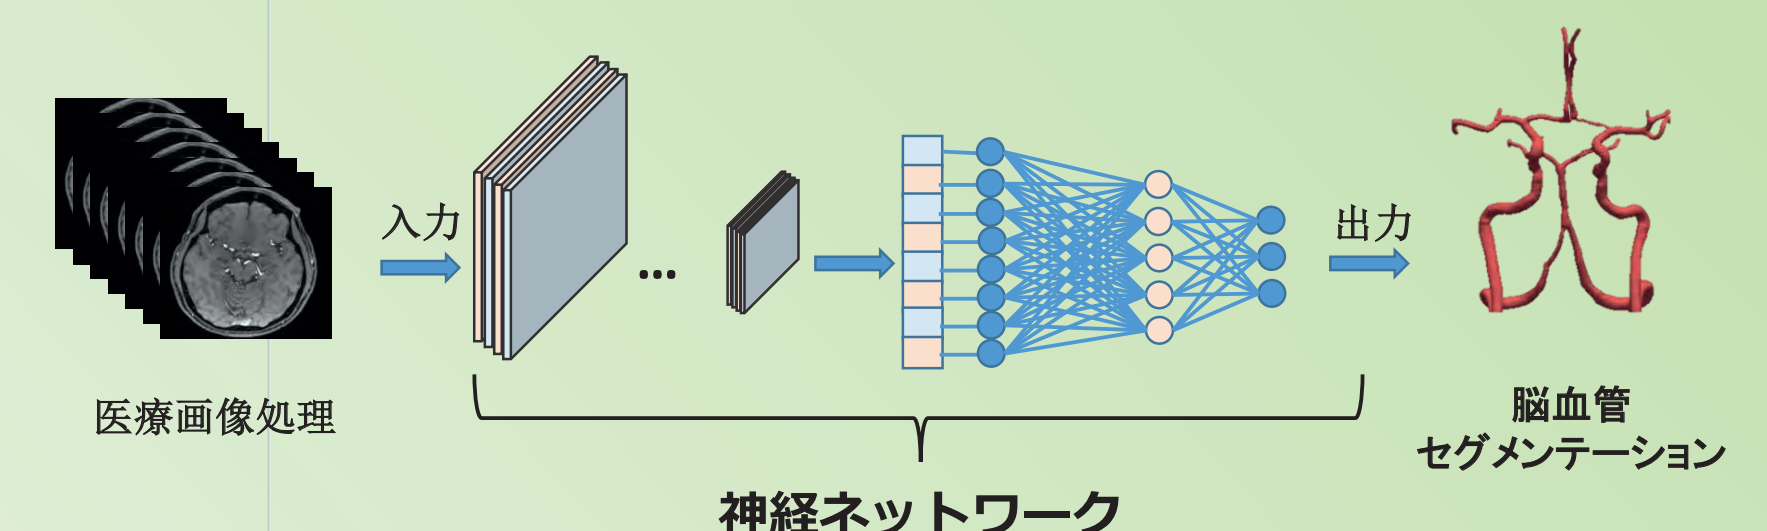 入力
...
出力
医療画像処理
脳血管
セグメンテーション
神経ネットワーク